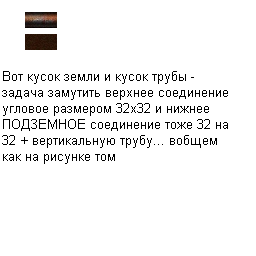 Вот кусок земли и кусок трубы -
задача замутить верхнее соединение
угловое размером 32х32 и нижнее
ПОДЗЕМНОЕ соединение тоже 32 на
32 + вертикальную трубу... вобщем
как на рисунке том